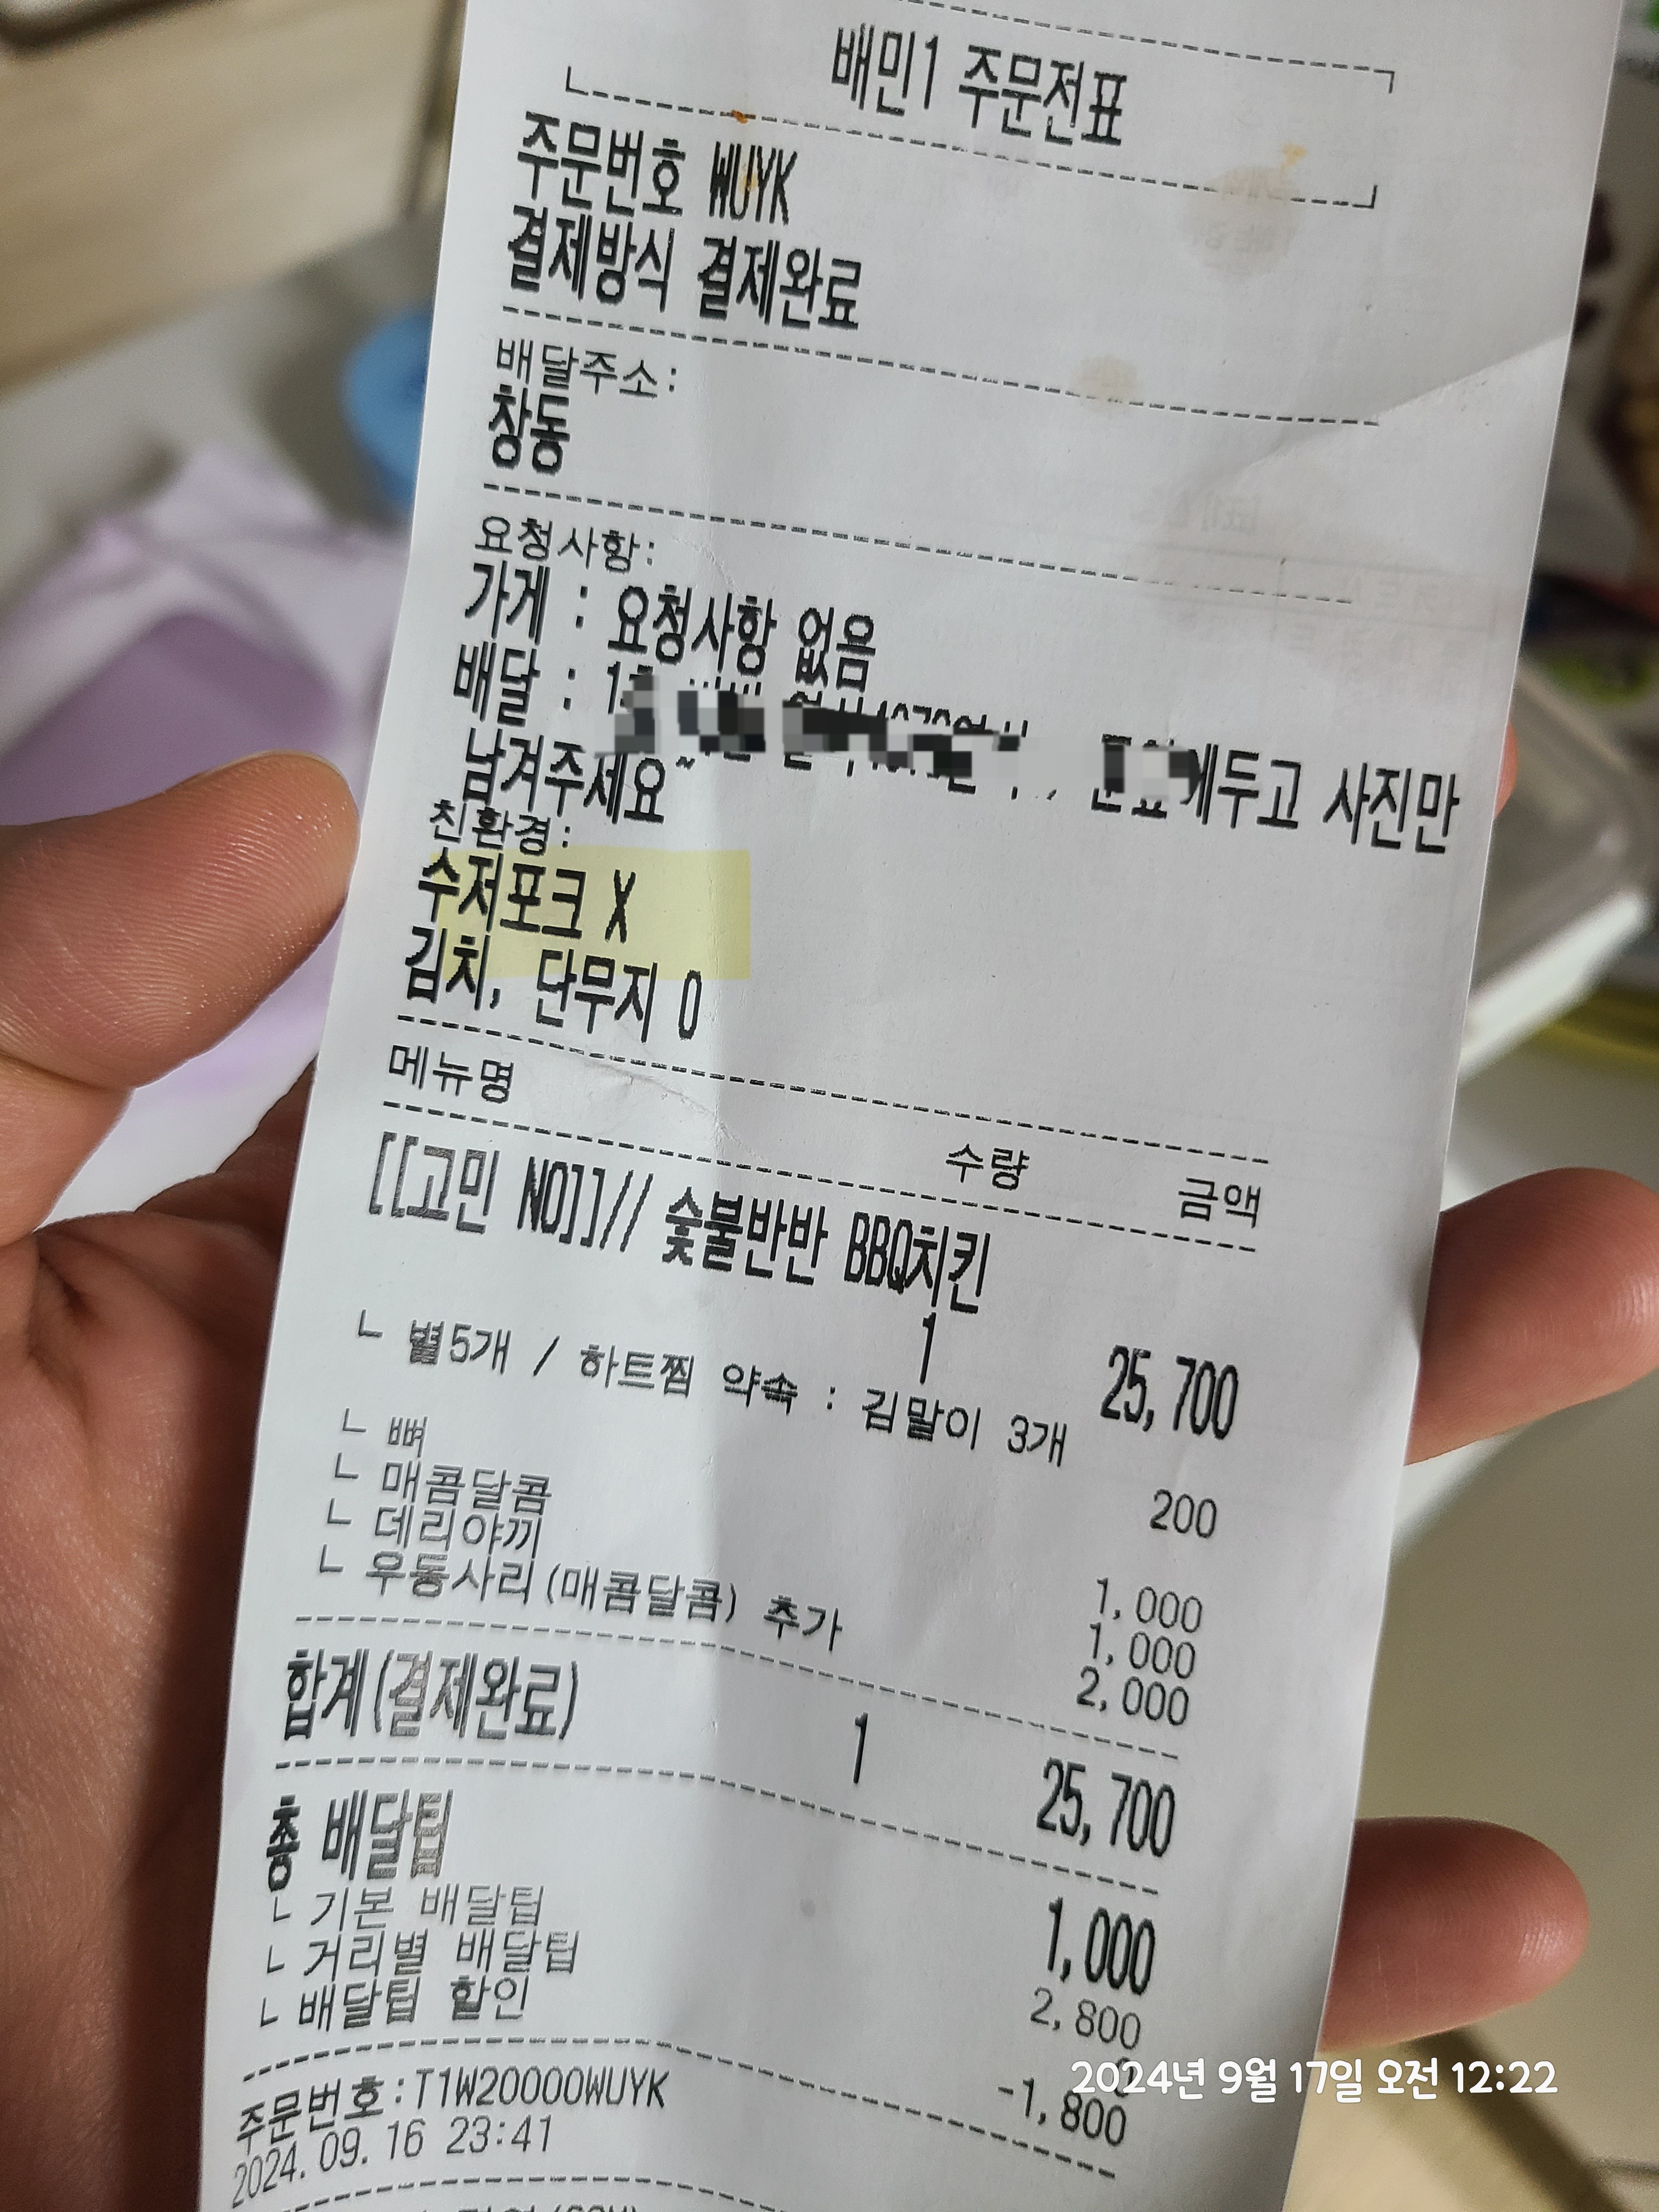 배민1 주문전표
주문번호 WUYK
결제방식 결제완료
배달주소:
창동
요청사항:
가게 : 요청사항 없음
배달 : 에두고 사진만
남겨주세요~
친환경:
수저포크 X
김치, 단무지 O
메뉴명 수량 금액
[[고민 NO]]// 숯불반반 BBQ치킨
1 25,700
ㄴ 별5개 / 하트찜 약속 : 김말이 3개
200
ㄴ 뼈
ㄴ 매콤달콤 1,000
ㄴ 데리야끼 1,000
ㄴ 우동사리(매콤달콤) 추가 2,000
합계(결제완료) 1 25,700
총 배달팁 1,000
ㄴ 기본 배달팁 2,800
ㄴ 거리별 배달팁
ㄴ 배달팁 할인 -1,800
주문번호:T1W20000WUYK
2024.09.16 23:41
2024년 9월 17일 오전 12:22